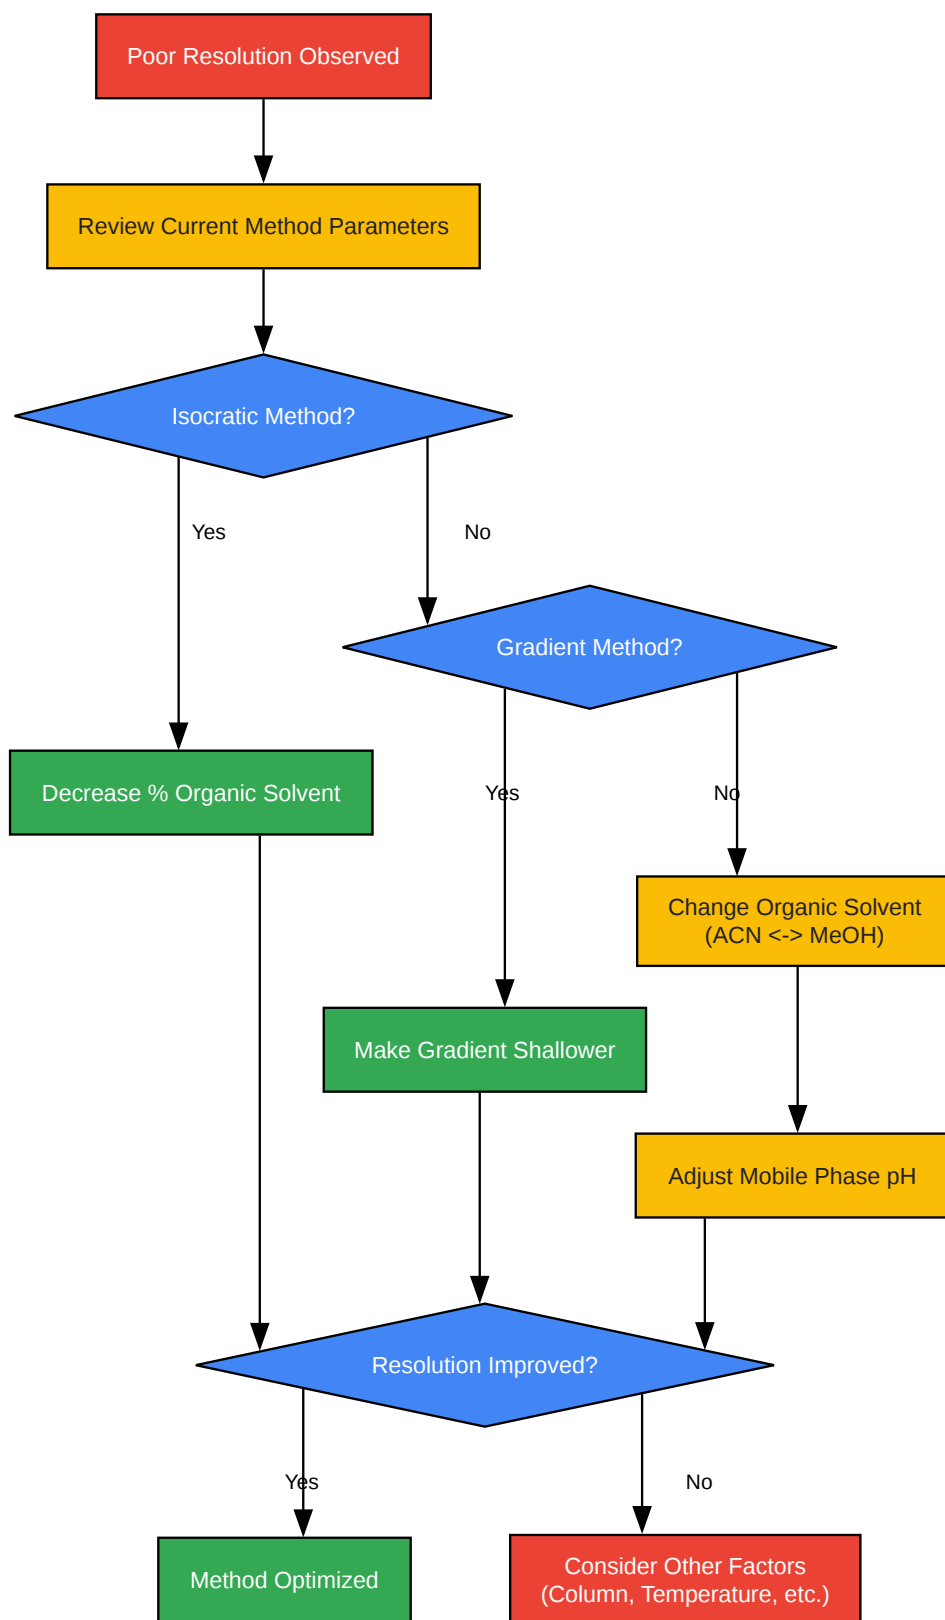 Poor Resolution Observed
Review Current Method Parameters
Isocratic Method?
Yes
No
Gradient Method?
Decrease % Organic Solvent
Yes
No
Change Organic Solvent
(ACN <-> MeOH)
Make Gradient Shallower
Adjust Mobile Phase pH
Resolution Improved?
Yes
No
Method Optimized
Consider Other Factors
(Column, Temperature, etc.)